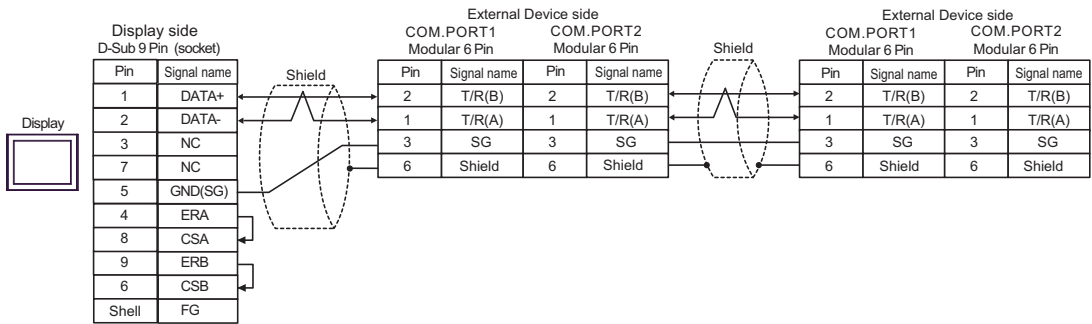 Display
Display side
D-Sub 9 Pin (socket)
Pin Signal name
1 DATA+
2 DATA-
3 NC
7 NC
5 GND(SG)
4 ERA
8 CSA
9 ERB
6 CSB
Shell FG
Shield
External Device side
COM.PORT1 COM.PORT2
Modular 6 Pin Modular 6 Pin
Pin Signal name Pin Signal name
2 T/R(B) 2 T/R(B)
1 T/R(A) 1 T/R(A)
3 SG 3 SG
6 Shield 6 Shield
Shield
External Device side
COM.PORT1 COM.PORT2
Modular 6 Pin Modular 6 Pin
Pin Signal name Pin Signal name
2 T/R(B) 2 T/R(B)
1 T/R(A) 1 T/R(A)
3 SG 3 SG
6 Shield 6 Shield